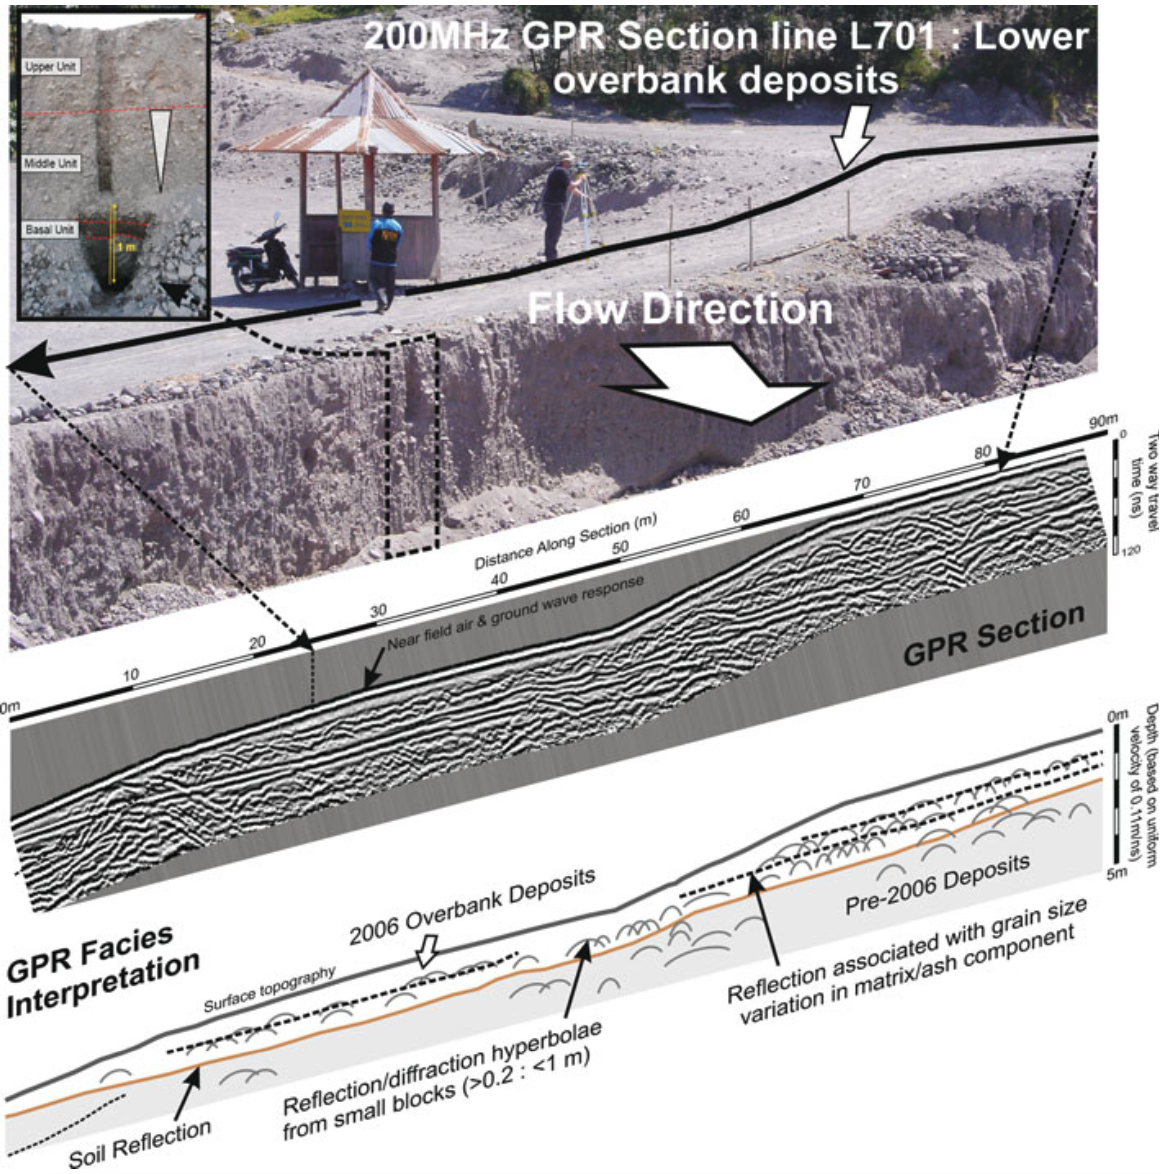 200MHz GPR Section line L701 : Lower
overbank deposits
Upper Unit
Middle Unit
Basal Unit
1 m
Flow Direction
Distance Along Section (m)
0m
10
20
30
40
50
60
70
80
90m
0
120
Two way travel
time (ns)
Near field air & ground wave response
GPR Section
0m
5m
Depth (based on uniform
velocity of 0.11m/ns)
GPR Facies
Interpretation
2006 Overbank Deposits
Surface topography
Pre-2006 Deposits
Reflection associated with grain size
variation in matrix/ash component
Reflection/diffraction hyperbolae
from small blocks (>0.2 : <1 m)
Soil Reflection